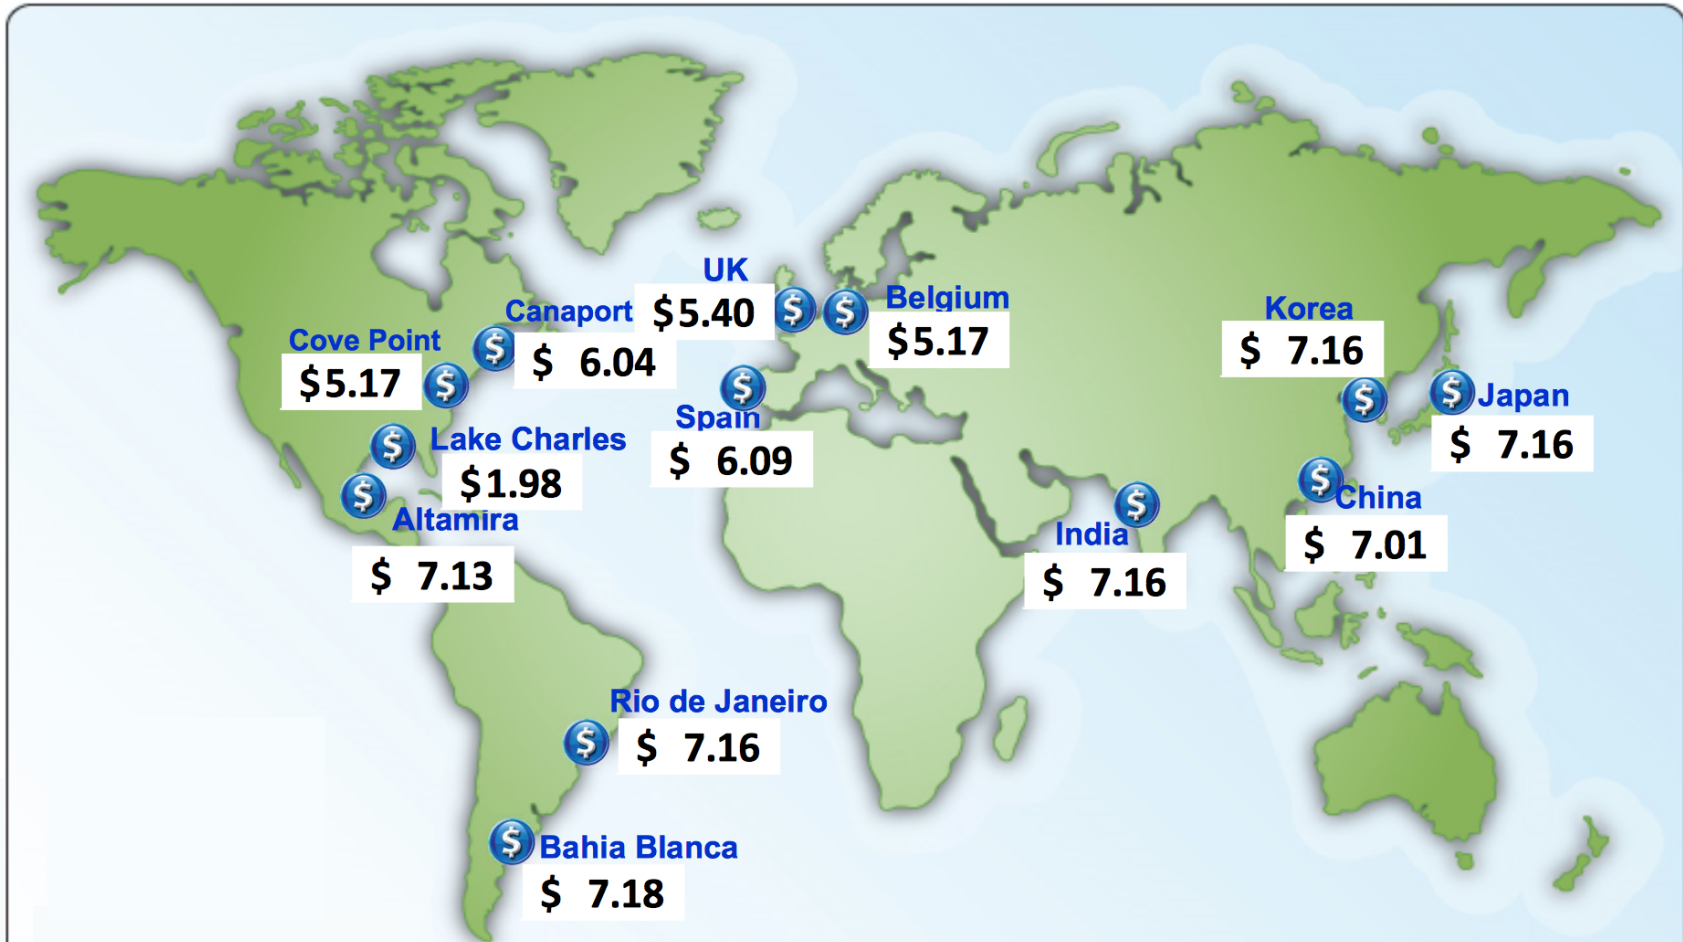 UK
$5.40
Belgium
$5.17
Canaport
$ 6.04
Cove Point
$5.17
Korea
$ 7.16
Japan
$ 7.16
Spain
$ 6.09
Lake Charles
$1.98
Altamira
$ 7.13
China
$ 7.01
India
$ 7.16
Rio de Janeiro
$ 7.16
Bahia Blanca
$ 7.18